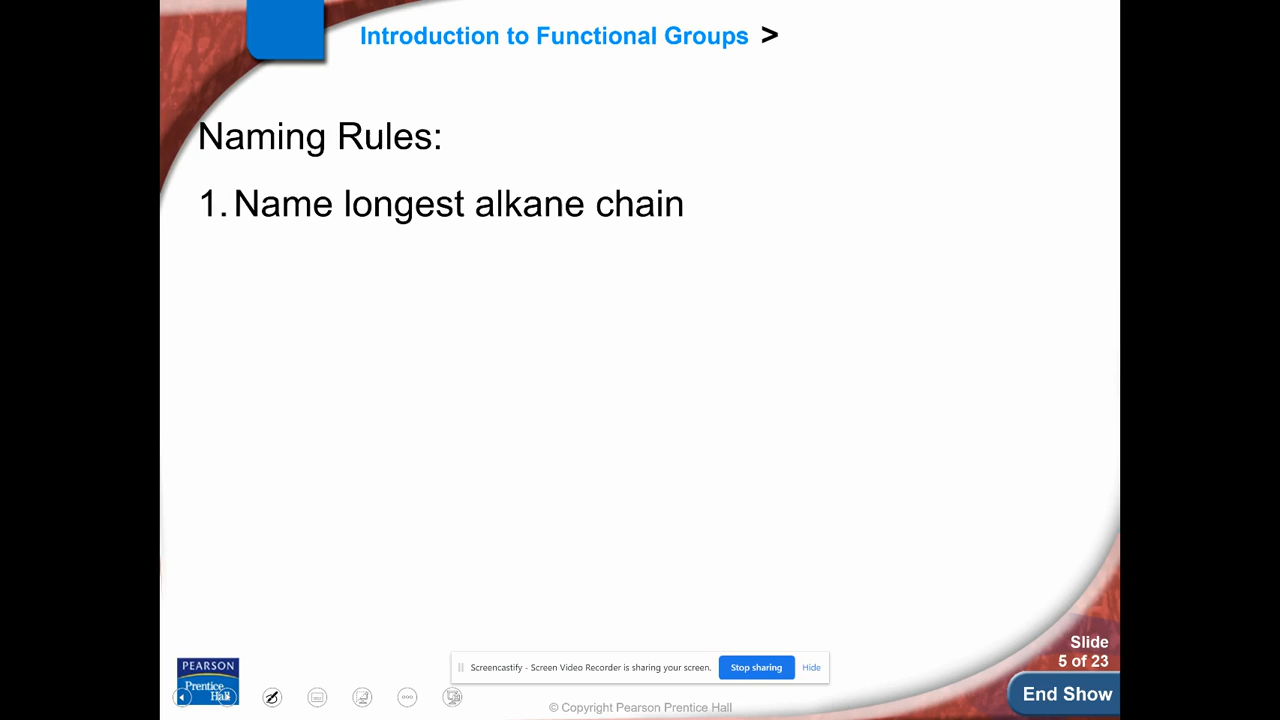 Introduction to Functional Groups >
Naming Rules:
1. Name longest alkane chain
Slide
5 of 23
PEARSON
Prentice
Hall
Screencastify - Screen Video Recorder is sharing your screen. Stop sharing Hide
End Show
© Copyright Pearson Prentice Hall